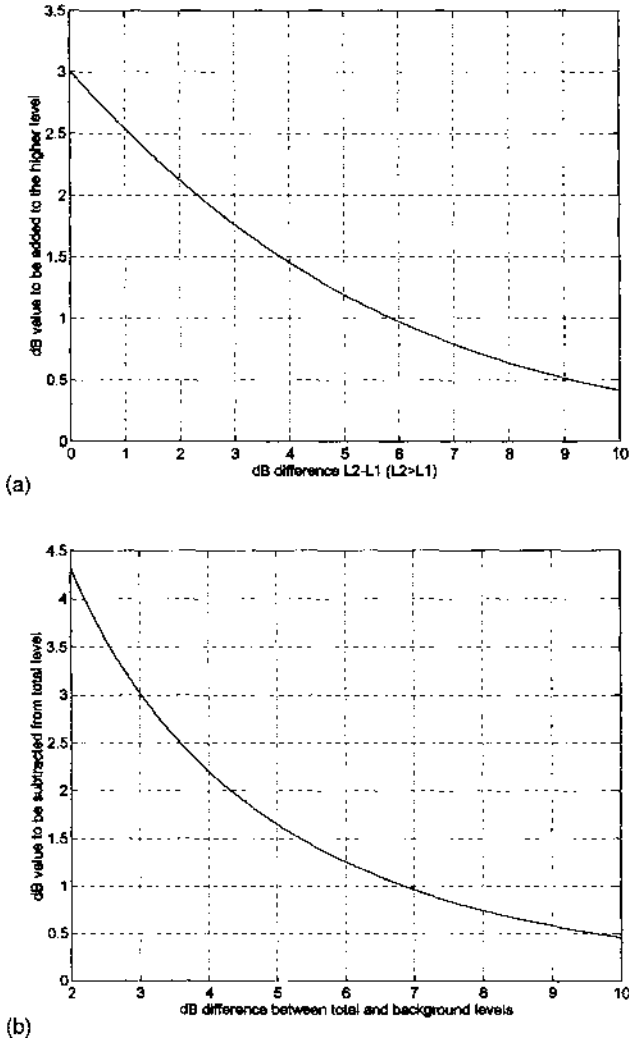 3.5
3
2.5
2
1.5
1
0.5
0
dB value to be added to the higher level
0 1 2 3 4 5 6 7 8 9 10
dB difference L2-L1 (L2>L1)
(a)
4.5
4
3.5
3
2.5
2
1.5
1
0.5
0
dB value to be subtracted from total level
2 3 4 5 6 7 8 9 10
dB difference between total and background levels
(b)